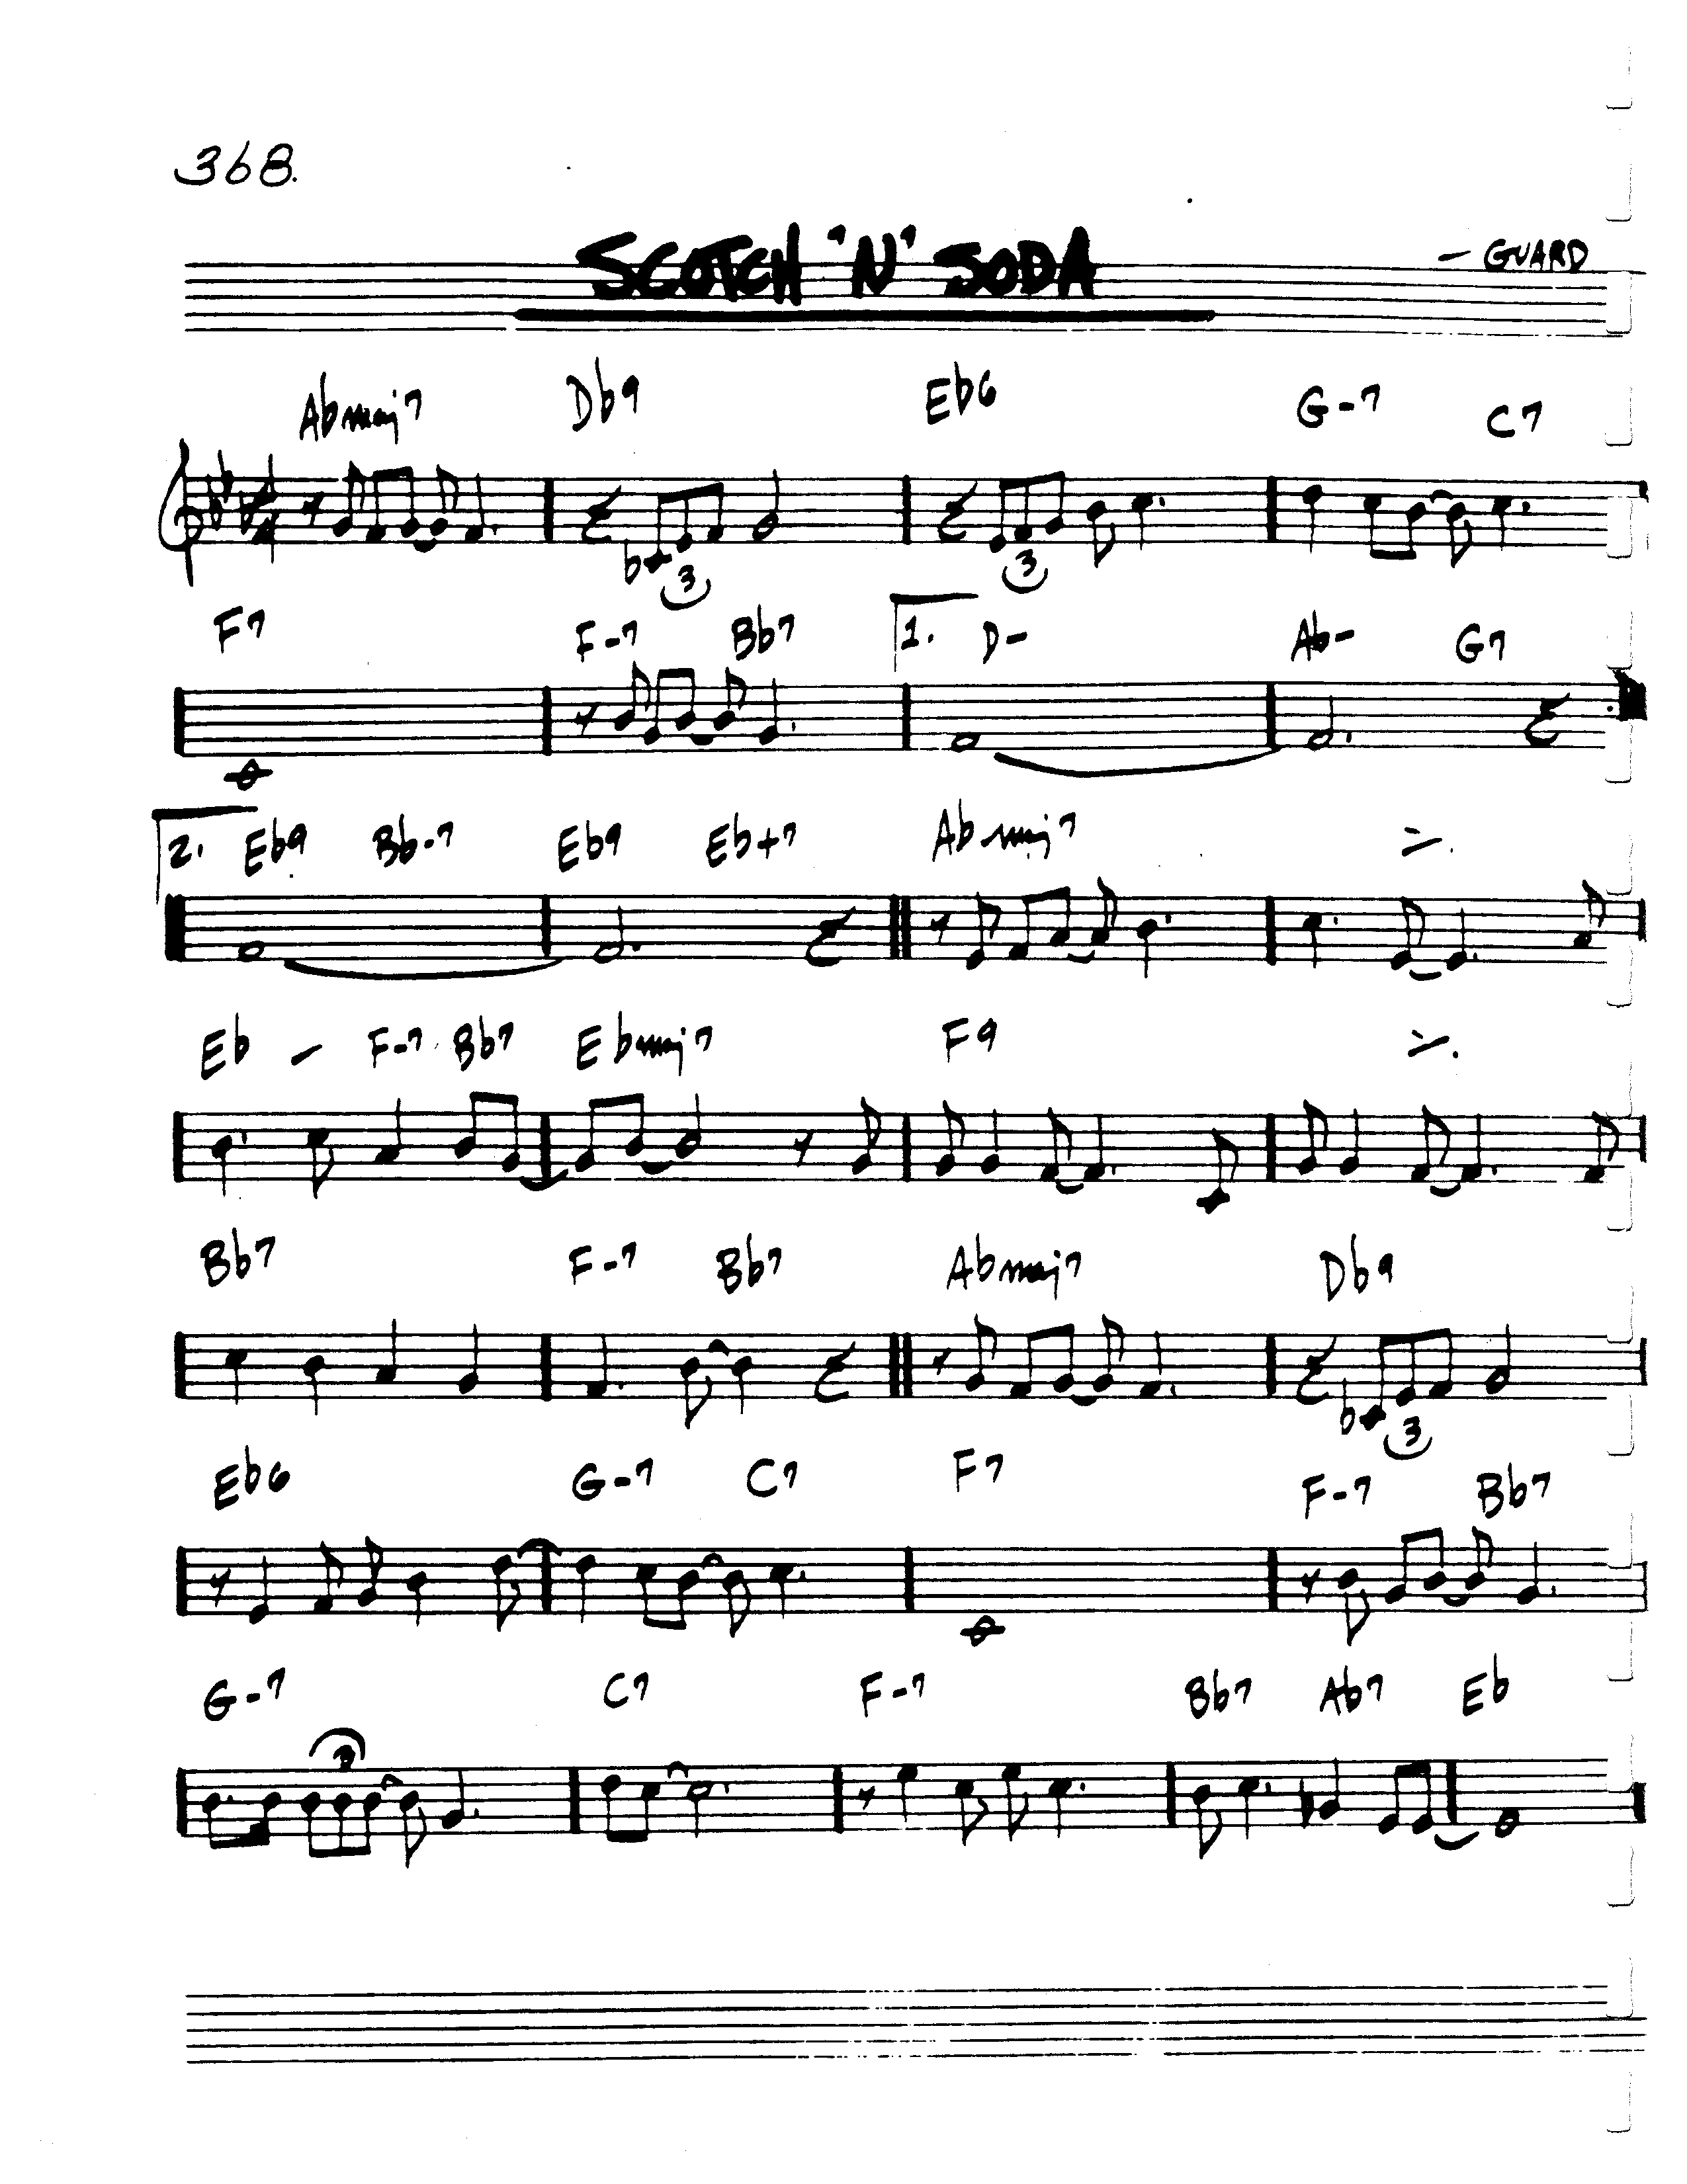 368.
SCOTCH 'N' SODA
- GUARD
Abmaj7 Db9 Eb6 G-7 C7
3 3
F7 F-7 Bb7 1. D- Ab- G7
2. Eb9 Bb-7 Eb9 Eb+7 Abmaj7
Eb - F-7 Bb7 Ebmaj7 F9
Bb7 F-7 Bb7 Abmaj7 Db9
3
Eb6 G-7 C7 F7 F-7 Bb7
G-7 C7 F-7 Bb7 Ab7 Eb
3